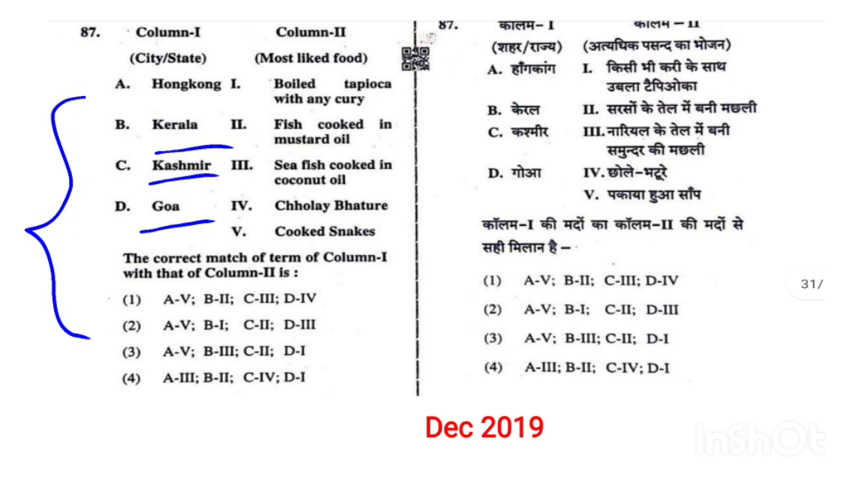 87. Column-I Column-II
(City/State) (Most liked food)
A. Hongkong I. Boiled tapioca
with any cury
B. Kerala II. Fish cooked in
mustard oil
C. Kashmir III. Sea fish cooked in
coconut oil
D. Goa IV. Chholay Bhature
V. Cooked Snakes
The correct match of term of Column-I
with that of Column-II is :
(1) A-V; B-II; C-III; D-IV
(2) A-V; B-I; C-II; D-III
(3) A-V; B-III; C-II; D-I
(4) A-III; B-II; C-IV; D-I
87. कालम- I कालम – II
(शहर/राज्य) (अत्यधिक पसन्द का भोजन)
A. हाँगकांग I. किसी भी करी के साथ
उबला टैपिओका
B. केरल II. सरसों के तेल में बनी मछली
C. कश्मीर III. नारियल के तेल में बनी
समुन्दर की मछली
D. गोआ IV. छोले-भटूरे
V. पकाया हुआ साँप
कॉलम-I की मदों का कॉलम-II की मदों से
सही मिलान है –
(1) A-V; B-II; C-III; D-IV
(2) A-V; B-I; C-II; D-III
(3) A-V; B-III; C-II; D-I
(4) A-III; B-II; C-IV; D-I
31/
Dec 2019
InShOt